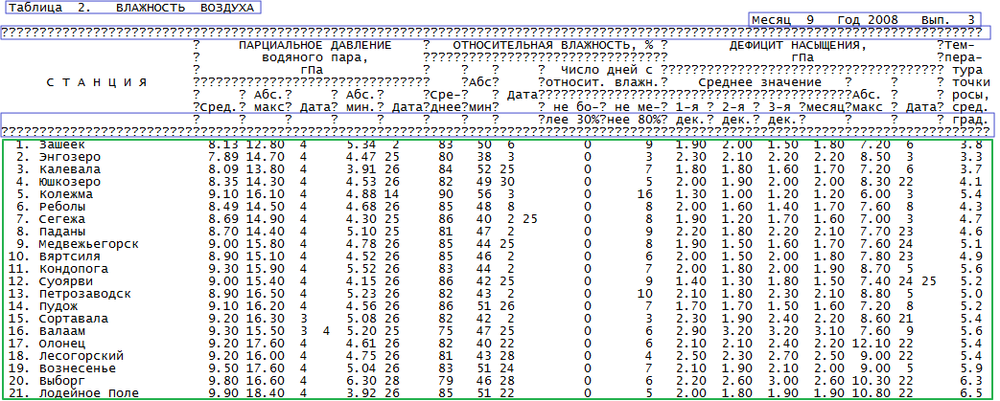 Таблица 2.   ВЛАЖНОСТЬ  ВОЗДУХА
Месяц  9   Год 2008   Вып.  3
????????????????????????????????????????????????????????????????????????????????????????????????????????????????????????????????
?     ПАРЦИАЛЬНОЕ ДАВЛЕНИЕ    ?   ОТНОСИТЕЛЬНАЯ ВЛАЖНОСТЬ, % ?        ДЕФИЦИТ НАСЫЩЕНИЯ,          ?Тем-
?        водяного пара,       ?????????????????????????????                 гПа                 ?пера-
?             гПа             ?    ?   ?    ? Число дней с ????????????????????????????????????? тура
С Т А Н Ц И Я      ??????????????????????????????    ?Абс?    ?относит. влажн.?   Среднее значение    ?     ?     ? точки
?     ? Абс. ?    ? Абс. ?     ?Сре-?   ? Дата?????????????????????????????????????????Абс. ?     ? росы,
?Сред.? макс ? Дата? мин. ? Дата?днее?мин?    ? не бо-? не ме-? 1-я ? 2-я ? 3-я ?месяц?макс ? Дата? сред.
?     ?      ?    ?      ?     ?    ?   ?    ?лее 30%?нее 80%? дек. ? дек. ? дек. ?     ?     ?     ? град.
????????????????????????????????????????????????????????????????????????????????????????????????????????????????????????????????
1. Зашеек 8.13 12.80 4 5.34 2 83 50 6 0 9 1.90 2.00 1.50 1.80 7.20 6 3.8
2. Энгозеро 7.89 14.70 4 4.47 25 80 38 3 0 3 2.30 2.10 2.20 2.20 8.50 3 3.3
3. Калевала 8.09 13.80 4 3.91 26 84 52 25 0 7 1.80 1.80 1.60 1.70 7.20 6 3.7
4. Юшкозеро 8.35 14.30 4 4.53 26 82 49 30 0 5 2.00 1.90 2.00 2.00 8.30 22 4.1
5. Колежма 9.10 16.10 4 4.88 14 90 56 3 0 16 1.30 1.00 1.20 1.20 6.00 3 5.4
6. Реболы 8.49 14.50 4 4.68 26 85 48 8 0 8 2.00 1.60 1.40 1.70 7.60 8 4.3
7. Сегежа 8.69 14.90 4 4.30 25 86 40 2 25 0 8 1.90 1.20 1.70 1.60 7.00 3 4.7
8. Паданы 8.70 14.40 4 5.10 25 81 47 2 0 9 2.20 1.80 2.20 2.10 7.70 23 4.6
9. Медвежьегорск 9.00 15.80 4 4.78 26 85 44 25 0 8 1.90 1.50 1.60 1.70 7.60 24 5.1
10. Вяртсиля 8.90 15.10 4 4.52 26 85 46 2 0 6 2.00 1.50 2.00 1.80 7.80 23 4.9
11. Кондопога 9.30 15.90 4 5.52 26 83 44 2 0 7 2.00 1.80 2.00 1.90 8.70 5 5.6
12. Суоярви 9.00 15.40 4 4.15 26 86 42 25 0 9 1.40 1.30 1.80 1.50 7.40 24 25 5.2
13. Петрозаводск 8.90 16.50 4 5.23 26 82 43 2 0 10 2.10 1.80 2.30 2.10 8.80 5 5.0
14. Пудож 9.10 16.20 4 4.56 26 86 51 26 0 7 1.70 1.70 1.50 1.60 7.20 8 5.2
15. Сортавала 9.20 16.30 3 5.08 26 82 42 2 0 3 2.30 1.90 2.40 2.20 8.60 21 5.4
16. Валаам 9.30 15.50 3 4 5.20 25 75 47 25 0 6 2.90 3.20 3.20 3.10 7.60 9 5.6
17. Олонец 9.20 17.60 4 4.61 26 82 40 22 0 6 2.10 2.10 2.40 2.20 12.10 22 5.4
18. Лесогорский 9.20 16.00 4 4.75 26 81 43 28 0 4 2.50 2.30 2.70 2.50 9.00 22 5.4
19. Вознесенье 9.50 17.60 4 5.04 26 83 51 24 0 7 2.10 1.90 2.10 2.00 9.00 5 5.9
20. Выборг 9.80 16.60 4 6.30 28 79 46 28 0 6 2.20 2.60 3.00 2.60 10.30 22 6.3
21. Лодейное Поле 9.90 18.40 4 3.92 26 85 51 22 0 5 2.00 1.80 1.90 1.90 10.80 22 6.5